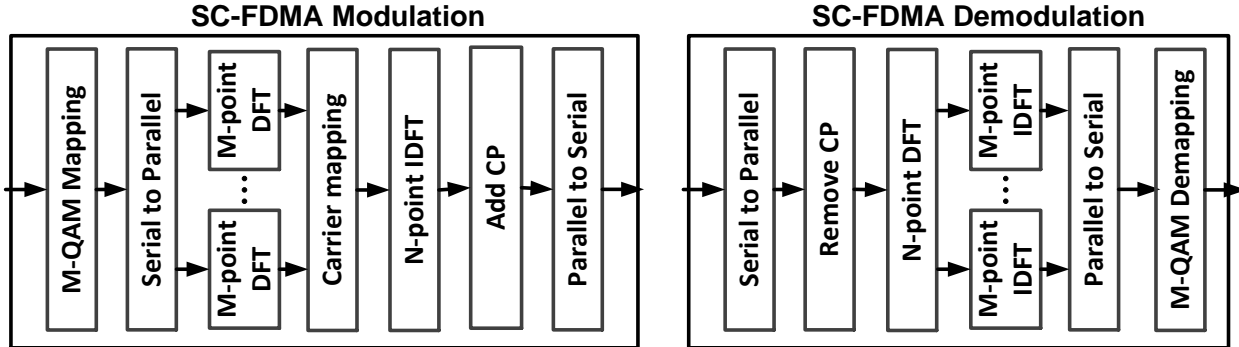 SC-FDMA Modulation
M-QAM Mapping
Serial to Parallel
M-point
DFT
...
M-point
DFT
Carrier mapping
N-point IDFT
Add CP
Parallel to Serial
SC-FDMA Demodulation
Serial to Parallel
Remove CP
N-point DFT
M-point
IDFT
...
M-point
IDFT
Parallel to Serial
M-QAM Demapping